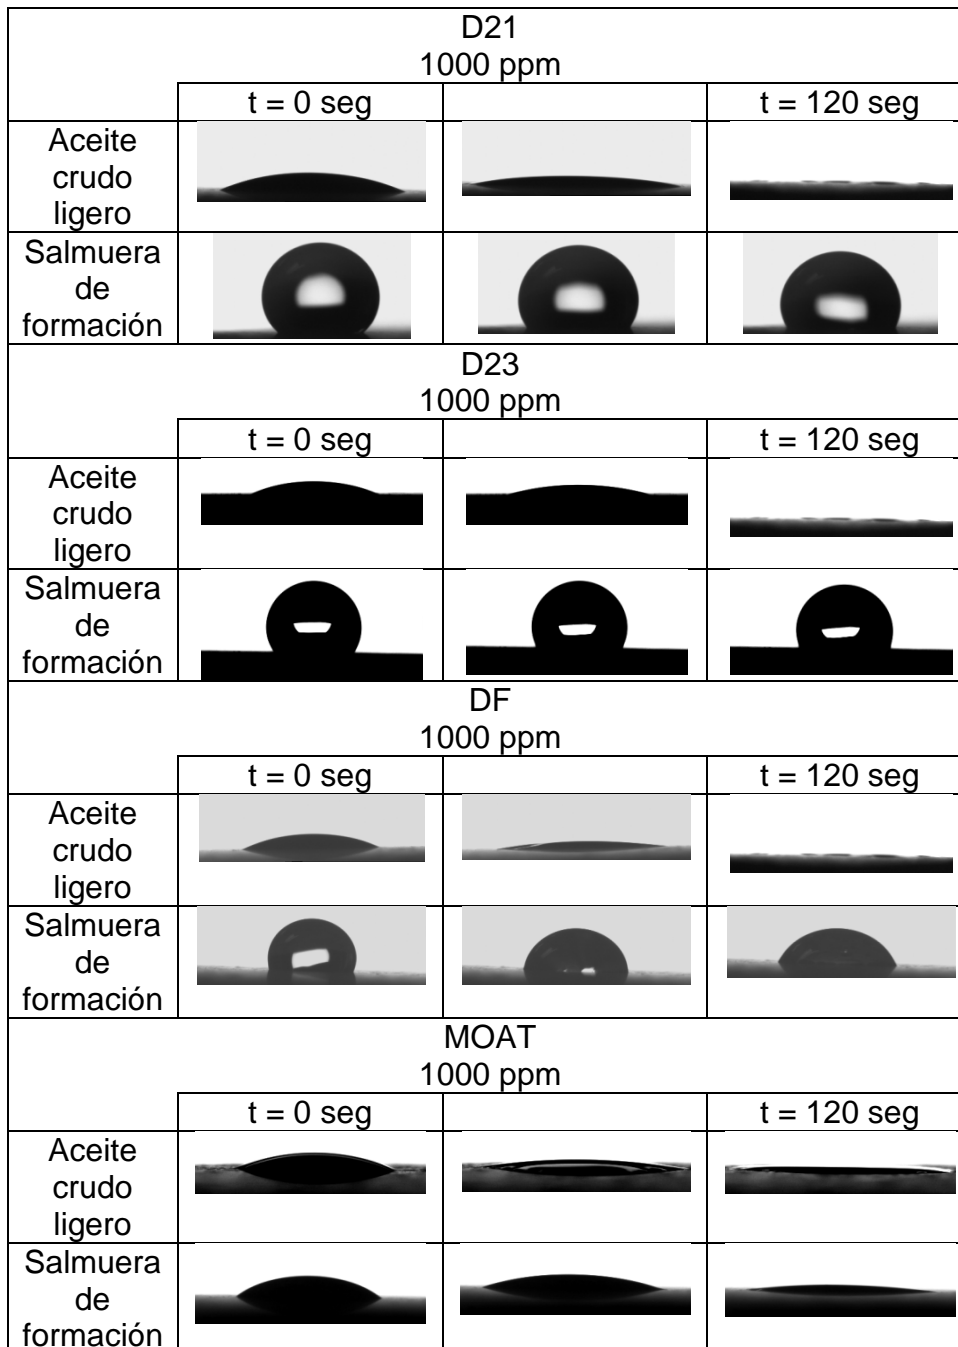 D21
1000 ppm
t = 0 seg
t = 120 seg
Aceite
crudo
ligero
Salmuera
de
formación
D23
1000 ppm
t = 0 seg
t = 120 seg
Aceite
crudo
ligero
Salmuera
de
formación
DF
1000 ppm
t = 0 seg
t = 120 seg
Aceite
crudo
ligero
Salmuera
de
formación
MOAT
1000 ppm
t = 0 seg
t = 120 seg
Aceite
crudo
ligero
Salmuera
de
formación